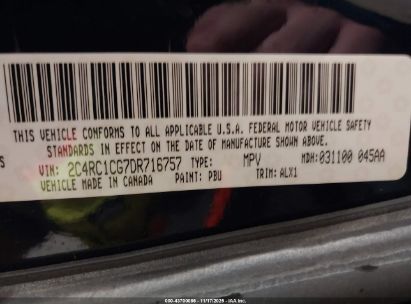 THIS VEHICLE CONFORMS TO ALL APPLICABLE U.S.A. FEDERAL MOTOR VEHICLE SAFETY
STANDARDS IN EFFECT ON THE DATE OF MANUFACTURE SHOWN ABOVE.
VIN: 2C4RC1CG7DR716757 TYPE: MPV MDH: 031100 045AA
VEHICLE MADE IN CANADA PAINT: PBU TRIM: ALX1